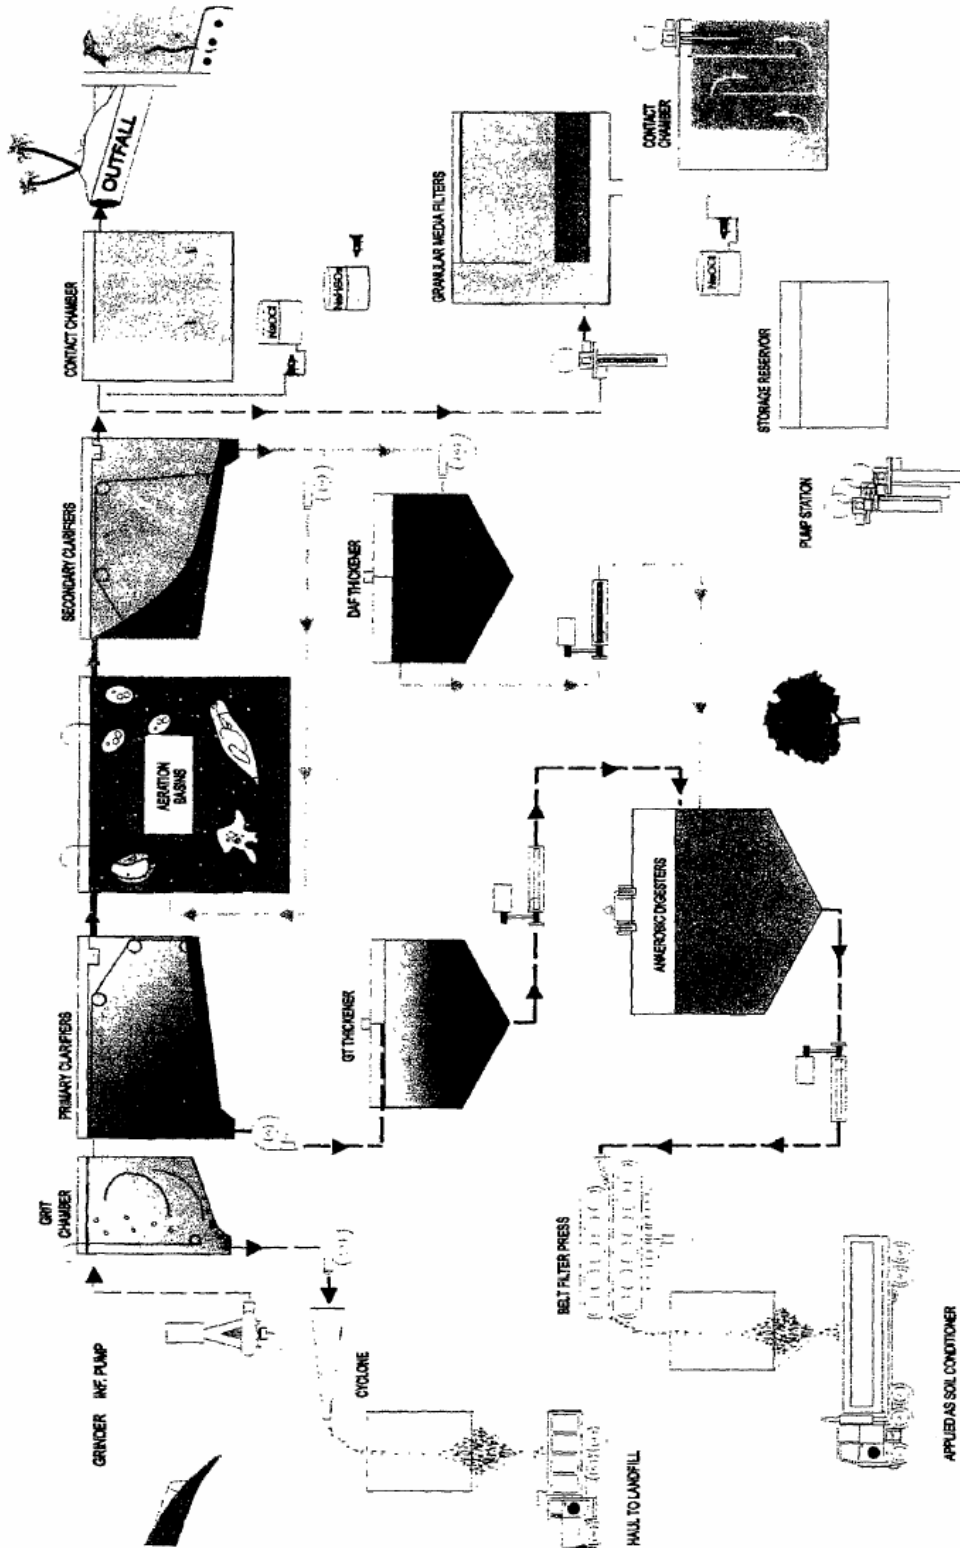 GRINDER
INF. PUMP
GRIT
CHAMBER
PRIMARY CLARIFIERS
AERATION
BASINS
SECONDARY CLARIFIERS
CONTACT CHAMBER
OUTFALL
CYCLONE
HAUL TO LANDFILL
GT THICKENER
DAF THICKENER
NaOCl
NaHSO₃
GRANULAR MEDIA FILTERS
BELT FILTER PRESS
ANAEROBIC DIGESTERS
PUMP STATION
STORAGE RESERVOIR
NaOCl
CONTACT
CHAMBER
APPLIED AS SOIL CONDITIONER